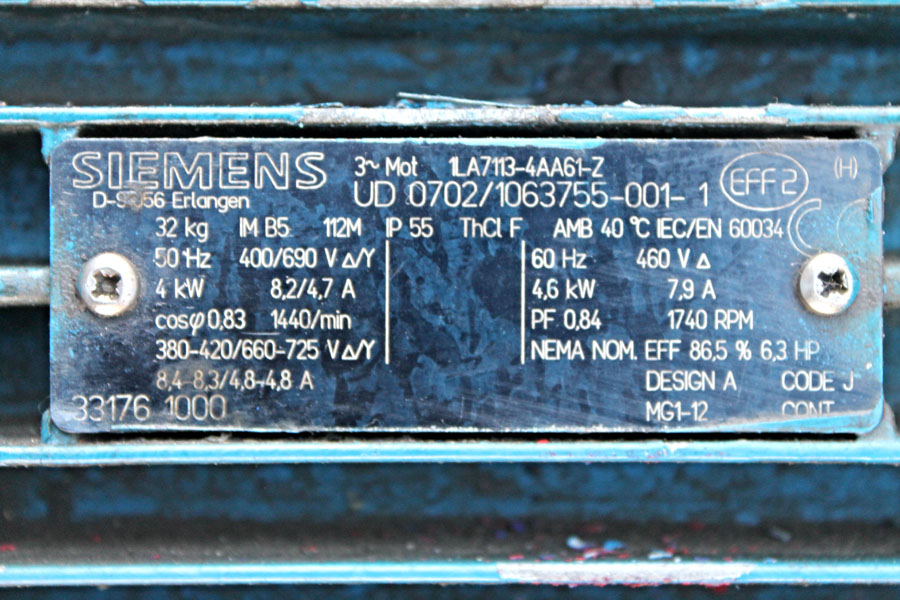 SIEMENS 3~ Mot 1LA7113-4AA61-Z EFF2 (H)
D-91056 Erlangen UD 0702/1063755-001-1
32 kg IM B5 112M IP 55 ThCl F AMB 40 °C IEC/EN 60034 CE
50 Hz 400/690 V Δ/Y 60 Hz 460 V Δ
4 kW 8,2/4,7 A 4,6 kW 7,9 A
cosφ 0,83 1440/min PF 0,84 1740 RPM
380-420/660-725 V Δ/Y NEMA NOM. EFF 86,5 % 6,3 HP
8,4-8,3/4,8-4,8 A DESIGN A CODE J
33176 1000 MG1-12 CONT